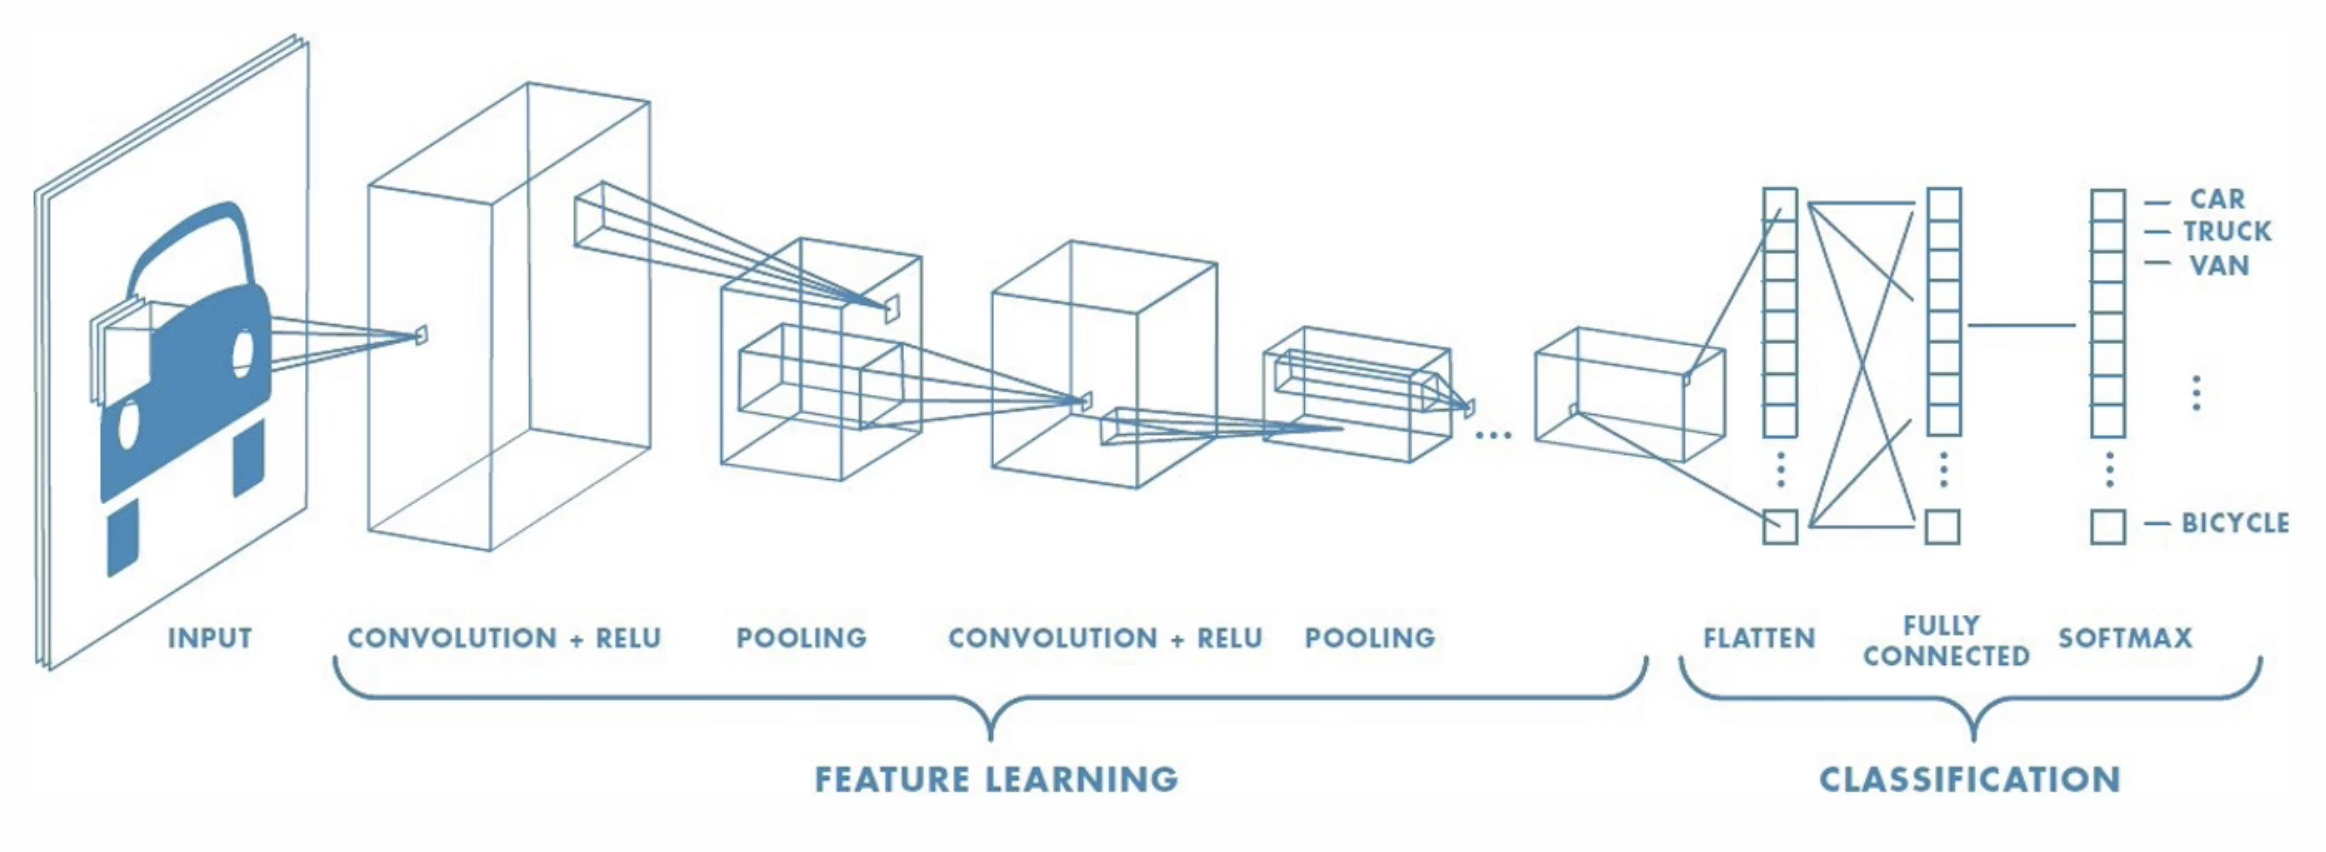 CAR
TRUCK
VAN
BICYCLE
INPUT
CONVOLUTION + RELU
POOLING
CONVOLUTION + RELU
POOLING
FLATTEN
FULLY
CONNECTED
SOFTMAX
FEATURE LEARNING
CLASSIFICATION